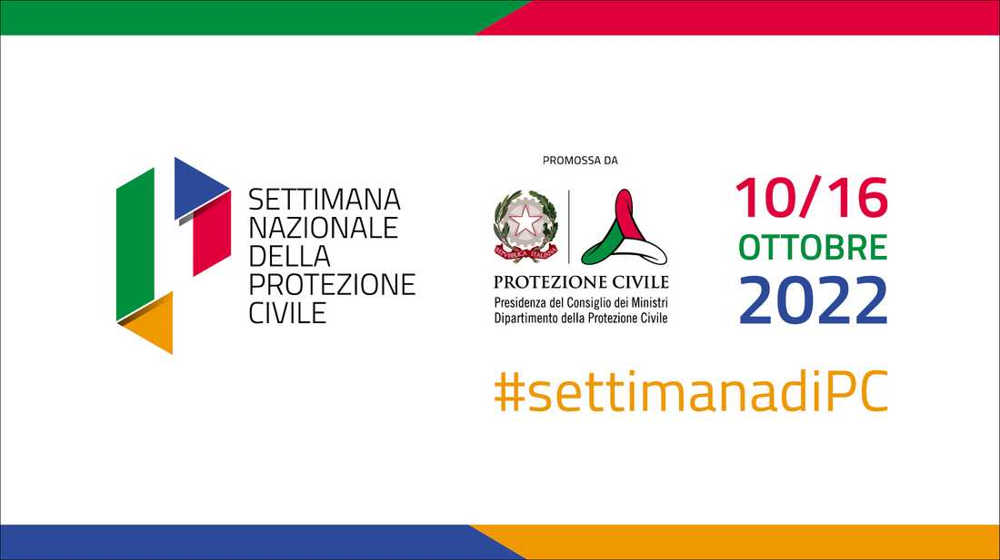 SETTIMANA
NAZIONALE
DELLA
PROTEZIONE
CIVILE
PROMOSSA DA
REPVBBLICA ITALIANA
PROTEZIONE CIVILE
Presidenza del Consiglio dei Ministri
Dipartimento della Protezione Civile
10/16
OTTOBRE
2022
#settimanadiPC